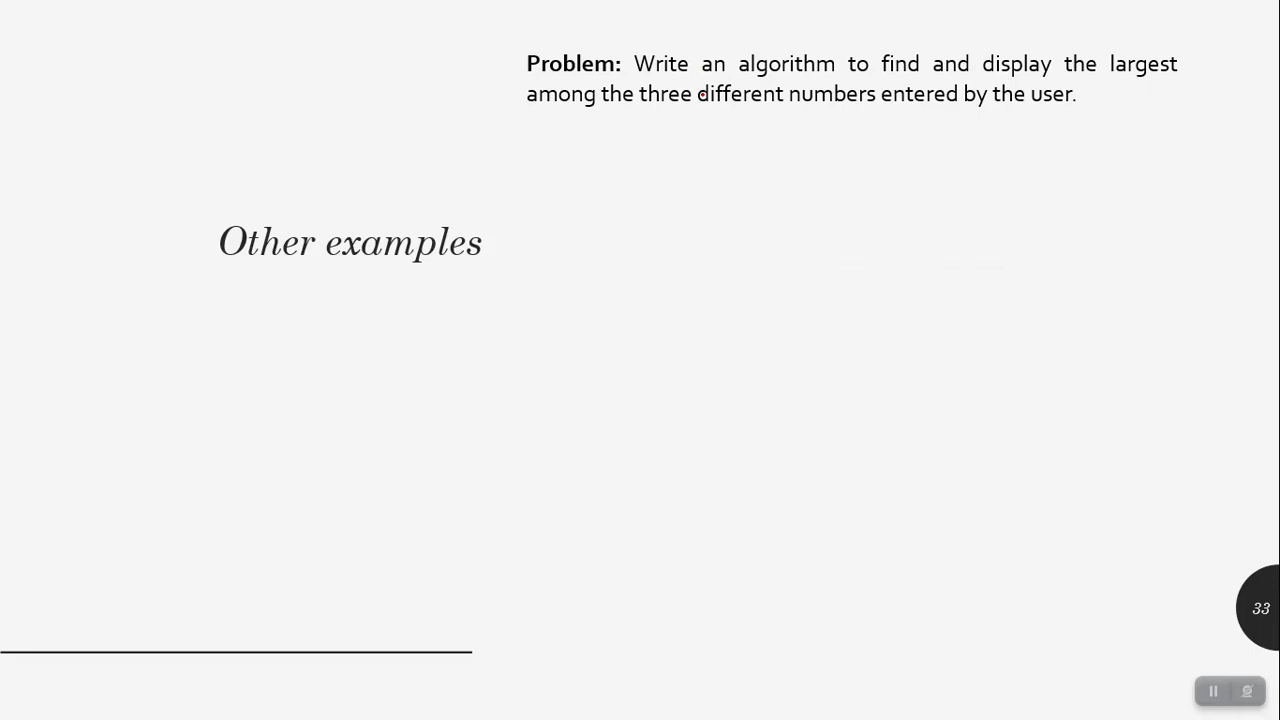 Problem: Write an algorithm to find and display the largest
among the three different numbers entered by the user.
Other examples
33